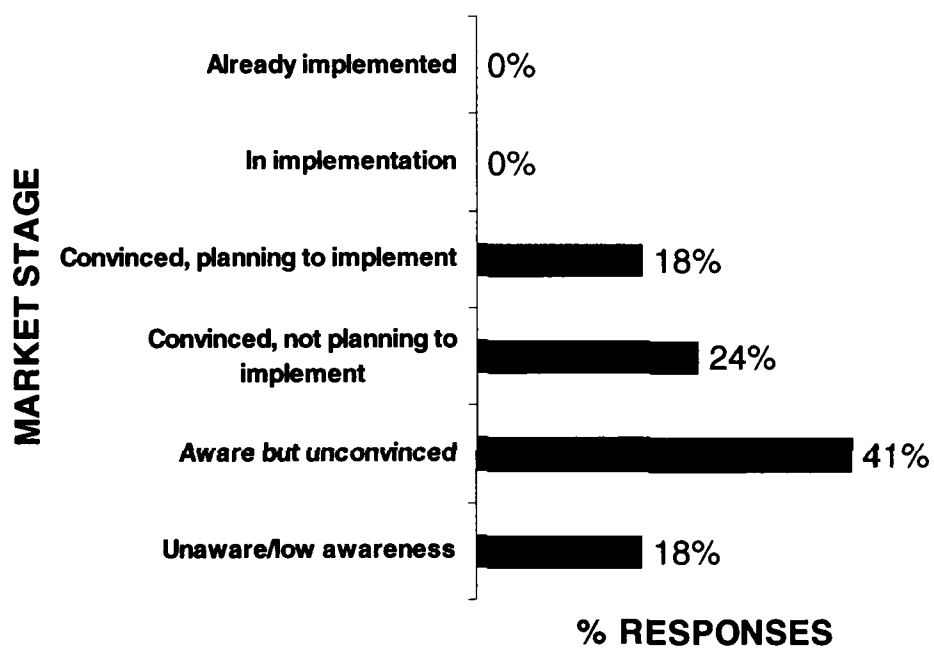 MARKET STAGE
Already implemented 0%
In implementation 0%
Convinced, planning to implement 18%
Convinced, not planning to
implement 24%
Aware but unconvinced 41%
Unaware/low awareness 18%
% RESPONSES